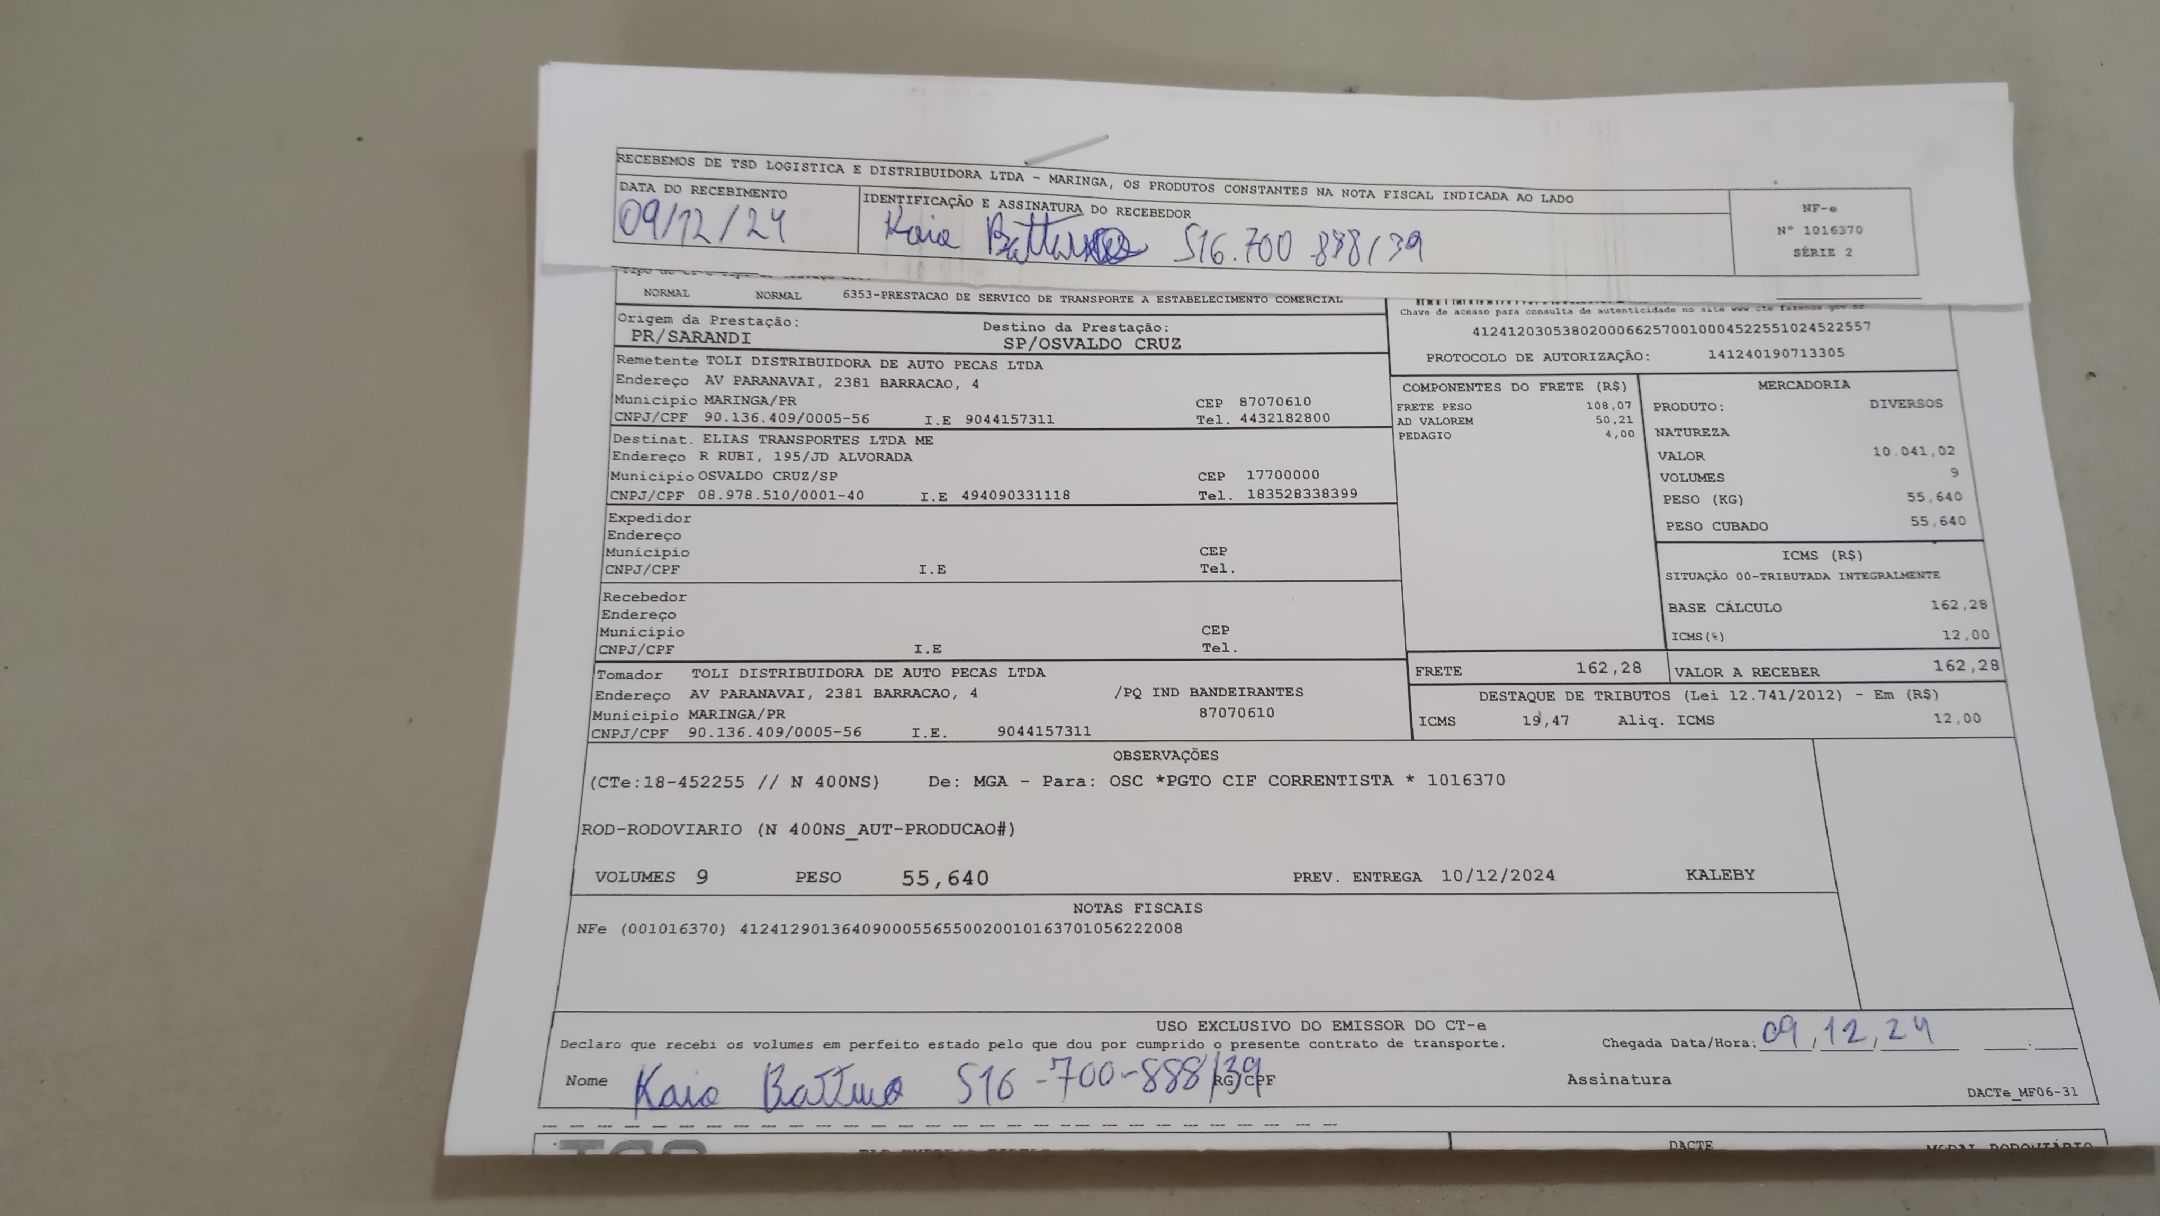 RECEBEMOS DE TSD LOGISTICA E DISTRIBUIDORA LTDA - MARINGA, OS PRODUTOS CONSTANTES NA NOTA FISCAL INDICADA AO LADO
DATA DO RECEBIMENTO
09/12/24
IDENTIFICAÇÃO E ASSINATURA DO RECEBEDOR
Kaio 516.700 888/39
NF-e
N° 1016370
SÉRIE 2
NORMAL NORMAL 6353-PRESTACAO DE SERVICO DE TRANSPORTE A ESTABELECIMENTO COMERCIAL
Chave de acesso para consulta de autenticidade no site www cte fazenda gov br
41241203053802000662570010004522551024522557
PROTOCOLO DE AUTORIZAÇÃO: 141240190713305
Origem da Prestação:
PR/SARANDI
Destino da Prestação:
SP/OSVALDO CRUZ
Remetente TOLI DISTRIBUIDORA DE AUTO PECAS LTDA
Endereço AV PARANAVAI, 2381 BARRACAO, 4
Municipio MARINGA/PR CEP 87070610
CNPJ/CPF 90.136.409/0005-56 I.E 9044157311 Tel. 4432182800
Destinat. ELIAS TRANSPORTES LTDA ME
Endereço R RUBI, 195/JD ALVORADA
Municipio OSVALDO CRUZ/SP CEP 17700000
CNPJ/CPF 08.978.510/0001-40 I.E 494090331118 Tel. 183528338399
Expedidor
Endereço
Municipio CEP
CNPJ/CPF I.E Tel.
Recebedor
Endereço
Municipio CEP
CNPJ/CPF I.E Tel.
Tomador TOLI DISTRIBUIDORA DE AUTO PECAS LTDA
Endereço AV PARANAVAI, 2381 BARRACAO, 4 /PQ IND BANDEIRANTES
Municipio MARINGA/PR 87070610
CNPJ/CPF 90.136.409/0005-56 I.E. 9044157311
COMPONENTES DO FRETE (R$)
FRETE PESO 108,07
AD VALOREM 50,21
PEDAGIO 4,00
MERCADORIA
PRODUTO: DIVERSOS
NATUREZA
VALOR 10.041,02
VOLUMES 9
PESO (KG) 55,640
PESO CUBADO 55,640
ICMS (R$)
SITUAÇÃO 00-TRIBUTADA INTEGRALMENTE
BASE CÁLCULO 162,28
ICMS(%) 12,00
FRETE 162,28
VALOR A RECEBER 162,28
DESTAQUE DE TRIBUTOS (Lei 12.741/2012) - Em (R$)
ICMS 19,47 Aliq. ICMS 12,00
OBSERVAÇÕES
(CTe:18-452255 // N 400NS) De: MGA - Para: OSC *PGTO CIF CORRENTISTA * 1016370
ROD-RODOVIARIO (N 400NS_AUT-PRODUCAO#)
VOLUMES 9 PESO 55,640 PREV. ENTREGA 10/12/2024 KALEBY
NOTAS FISCAIS
NFe (001016370) 41241290136409000556550020010163701056222008
USO EXCLUSIVO DO EMISSOR DO CT-e
Declaro que recebi os volumes em perfeito estado pelo que dou por cumprido o presente contrato de transporte. Chegada Data/Hora: 09,12,24
Nome Kaio 516-700-888/39 RG/CPF Assinatura
DACTe_MF06-31
DACTE